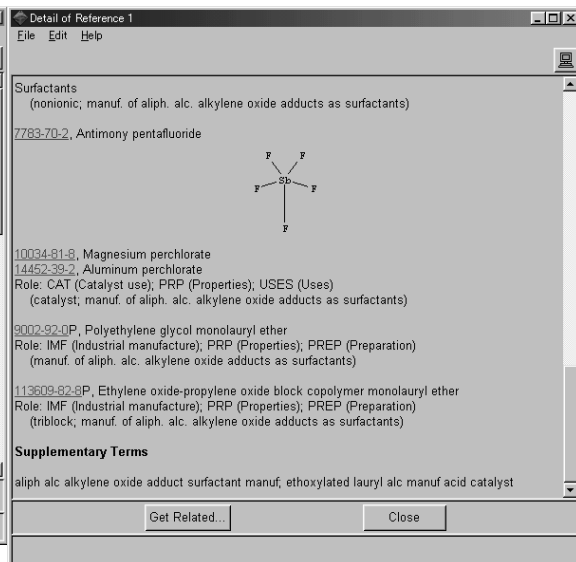 Detail of Reference 1
File Edit Help
Surfactants
(nonionic; manuf. of aliph. alc. alkylene oxide adducts as surfactants)
7783-70-2, Antimony pentafluoride
F F
F Sb F
F
10034-81-8, Magnesium perchlorate
14452-39-2, Aluminum perchlorate
Role: CAT (Catalyst use); PRP (Properties); USES (Uses)
(catalyst; manuf. of aliph. alc. alkylene oxide adducts as surfactants)
9002-92-0P, Polyethylene glycol monolauryl ether
Role: IMF (Industrial manufacture); PRP (Properties); PREP (Preparation)
(manuf. of aliph. alc. alkylene oxide adducts as surfactants)
113609-82-8P, Ethylene oxide-propylene oxide block copolymer monolauryl ether
Role: IMF (Industrial manufacture); PRP (Properties); PREP (Preparation)
(triblock; manuf. of aliph. alc. alkylene oxide adducts as surfactants)
Supplementary Terms
aliph alc alkylene oxide adduct surfactant manuf; ethoxylated lauryl alc manuf acid catalyst
Get Related... Close